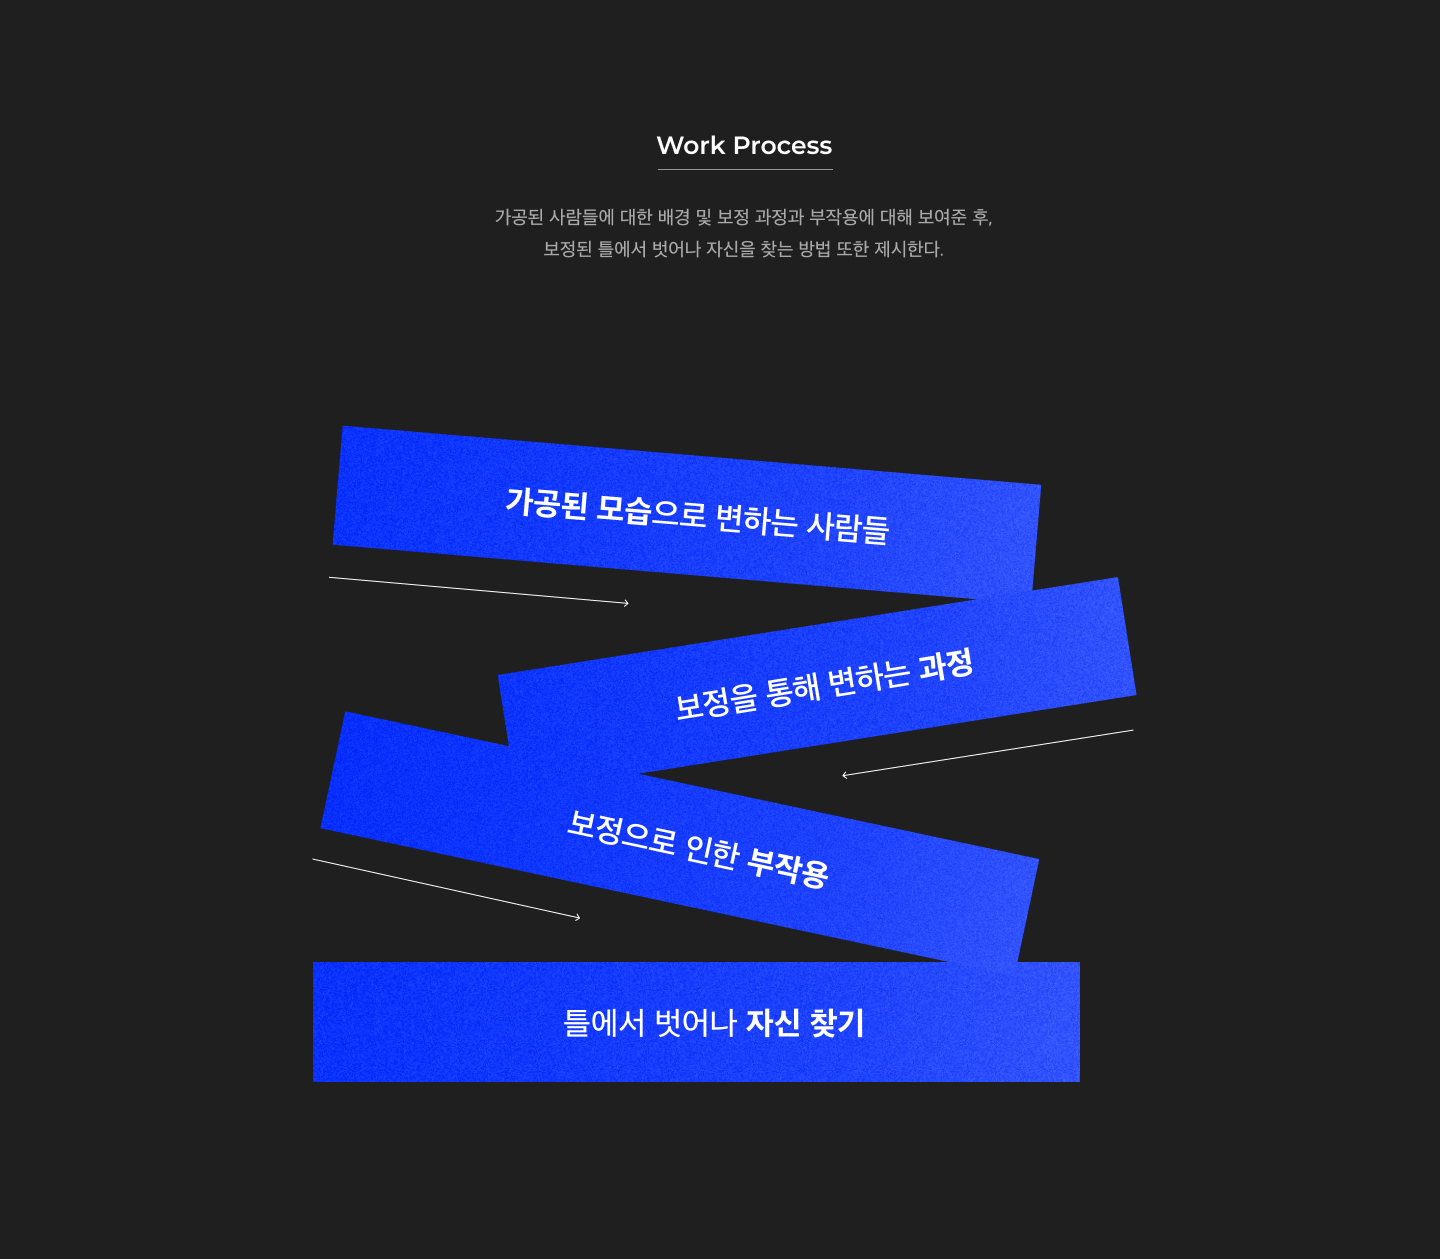 Work Process
가공된 사람들에 대한 배경 및 보정 과정과 부작용에 대해 보여준 후,
보정된 틀에서 벗어나 자신을 찾는 방법 또한 제시한다.
가공된 모습으로 변하는 사람들
보정을 통해 변하는 과정
보정으로 인한 부작용
틀에서 벗어나 자신 찾기